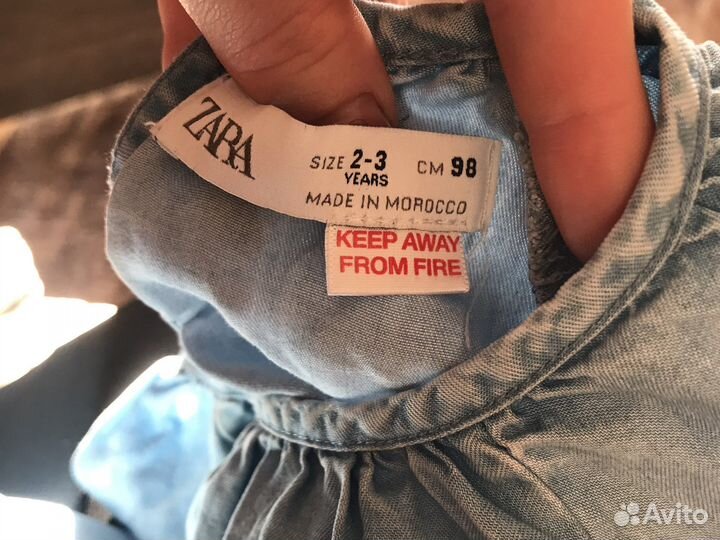 ZARA
SIZE 2-3 CM 98
YEARS
MADE IN MOROCCO
KEEP AWAY
FROM FIRE
Avito